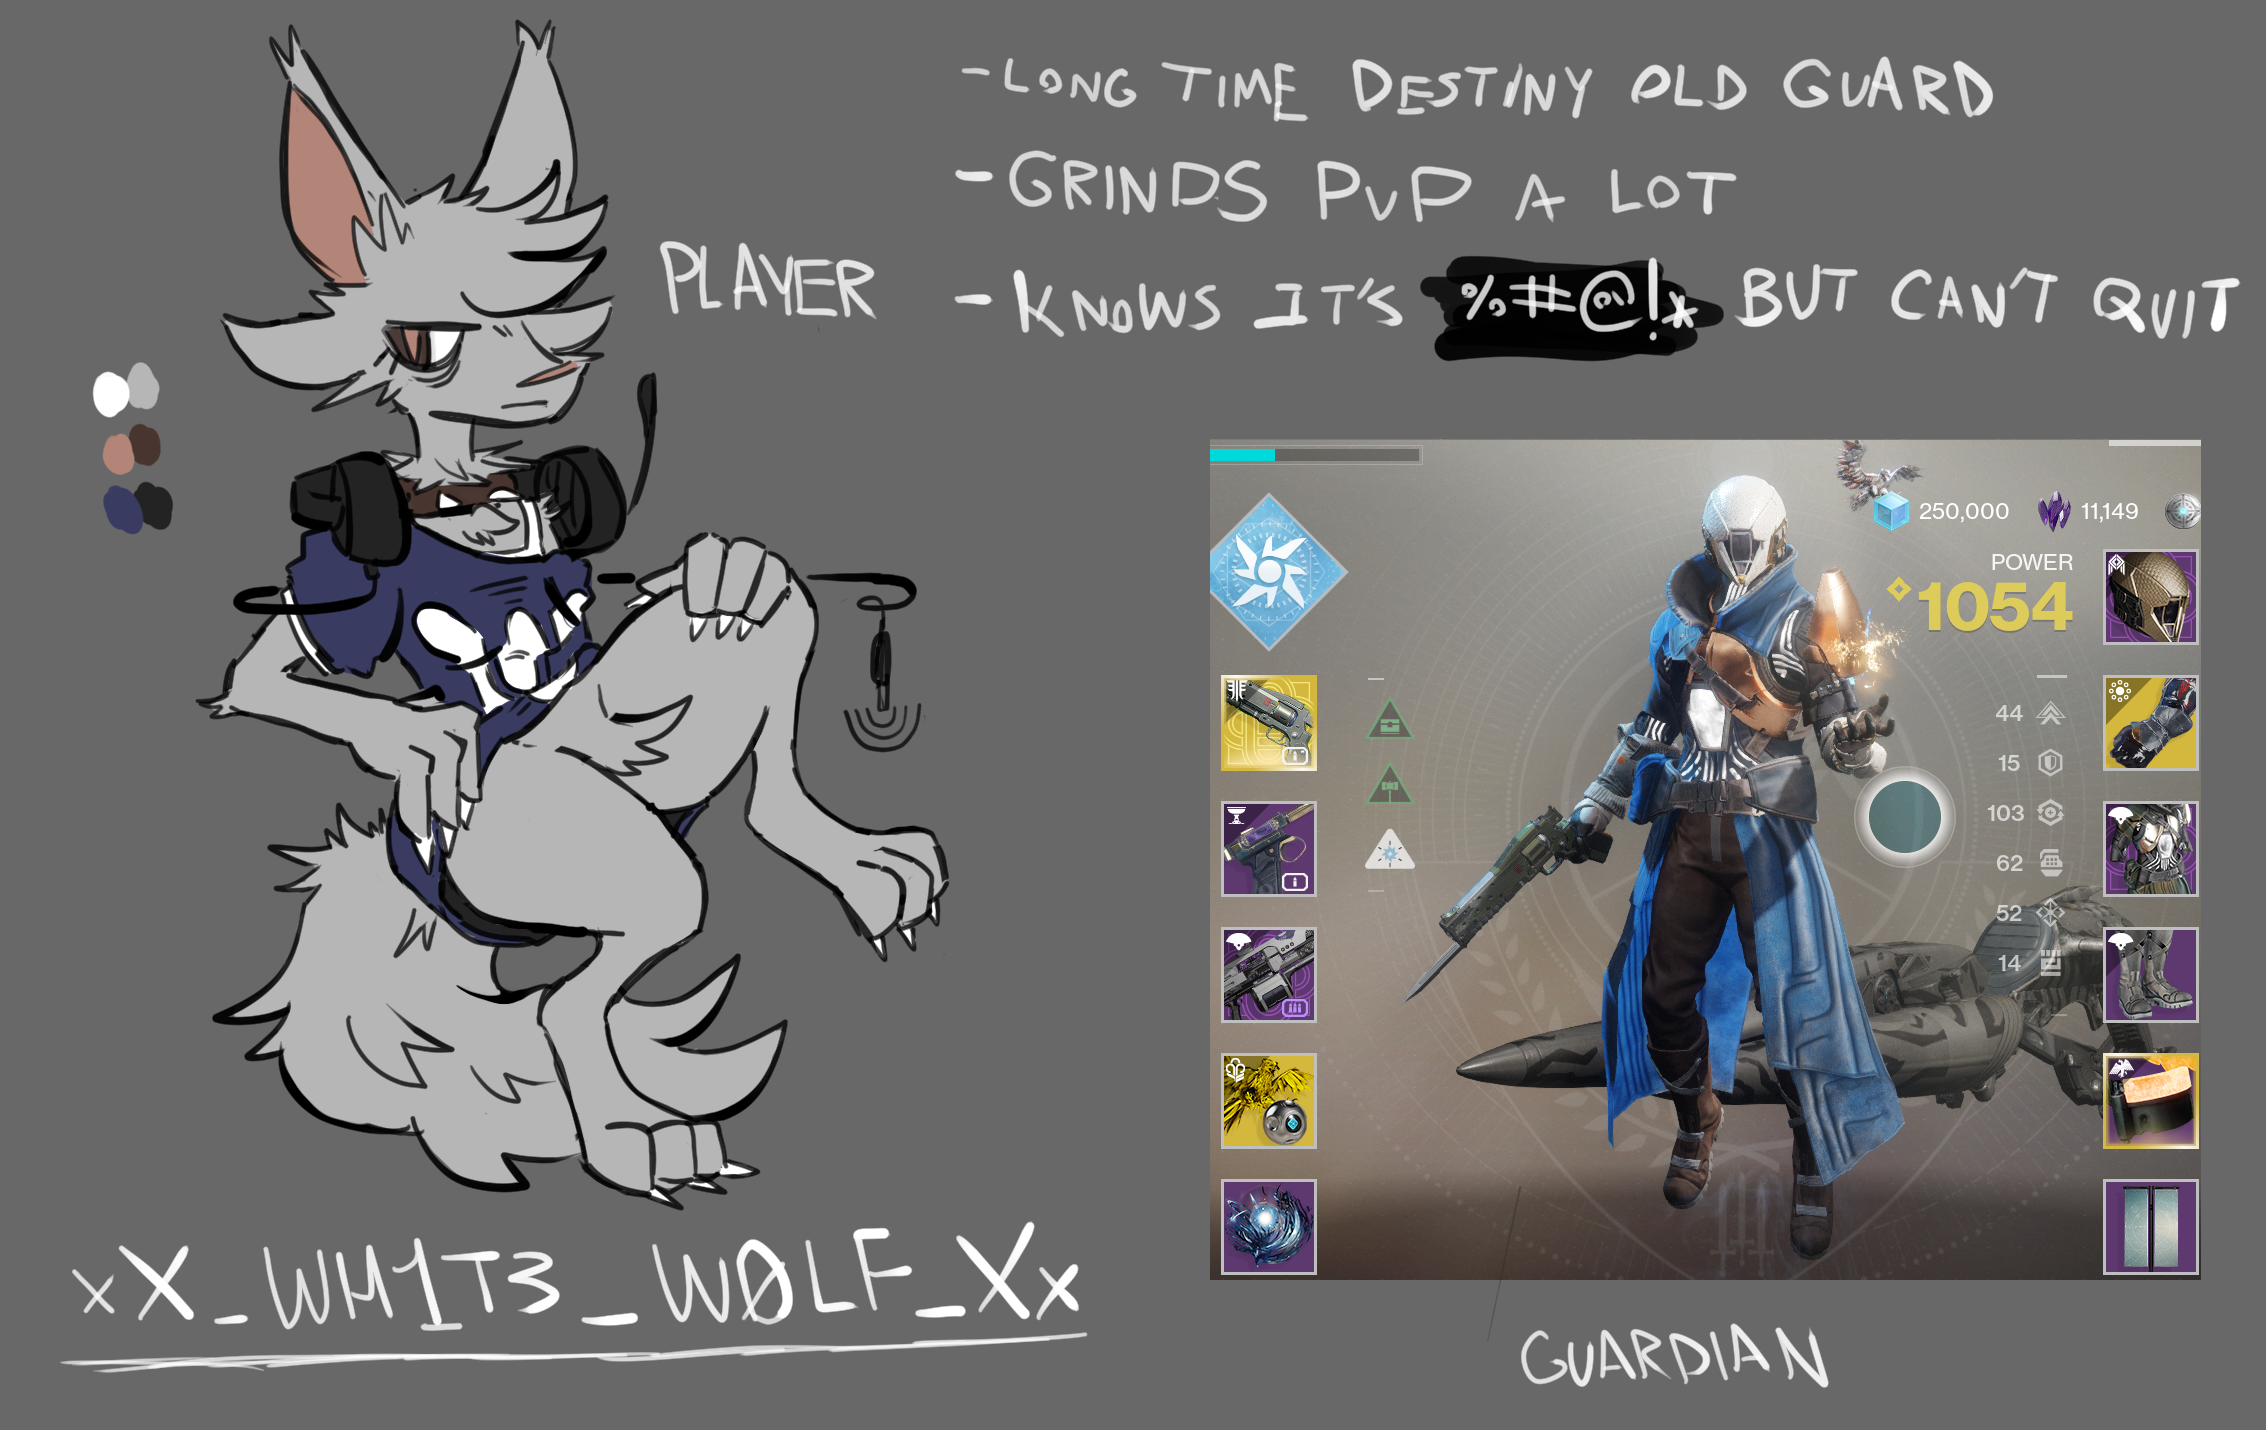 -LONG TIME DESTINY OLD GUARD
-GRINDS PVP A LOT
PLAYER
-KNOWS IT'S %#@!* BUT CAN'T QUIT
250,000
11,149
POWER
1054
44
15
103
62
52
14
xX_WH1T3_W0LF_Xx
GUARDIAN